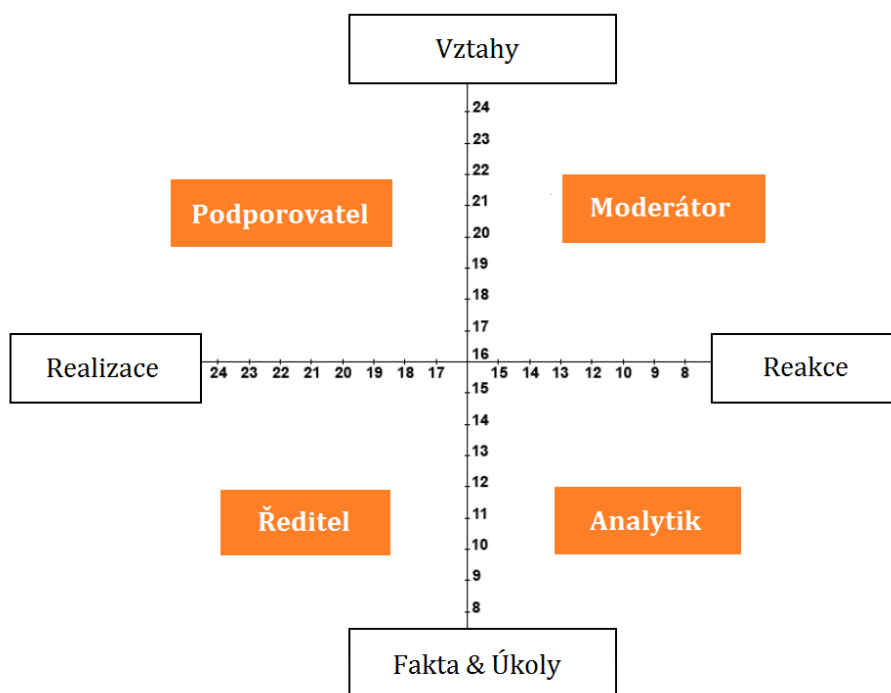 Vztahy
24
23
22
21
20
19
18
17
16
15
14
13
12
11
10
9
8
Podporovatel
Moderátor
Realizace
24 23 22 21 20 19 18 17 15 14 13 12 10 9 8
Reakce
Ředitel
Analytik
Fakta & Úkoly